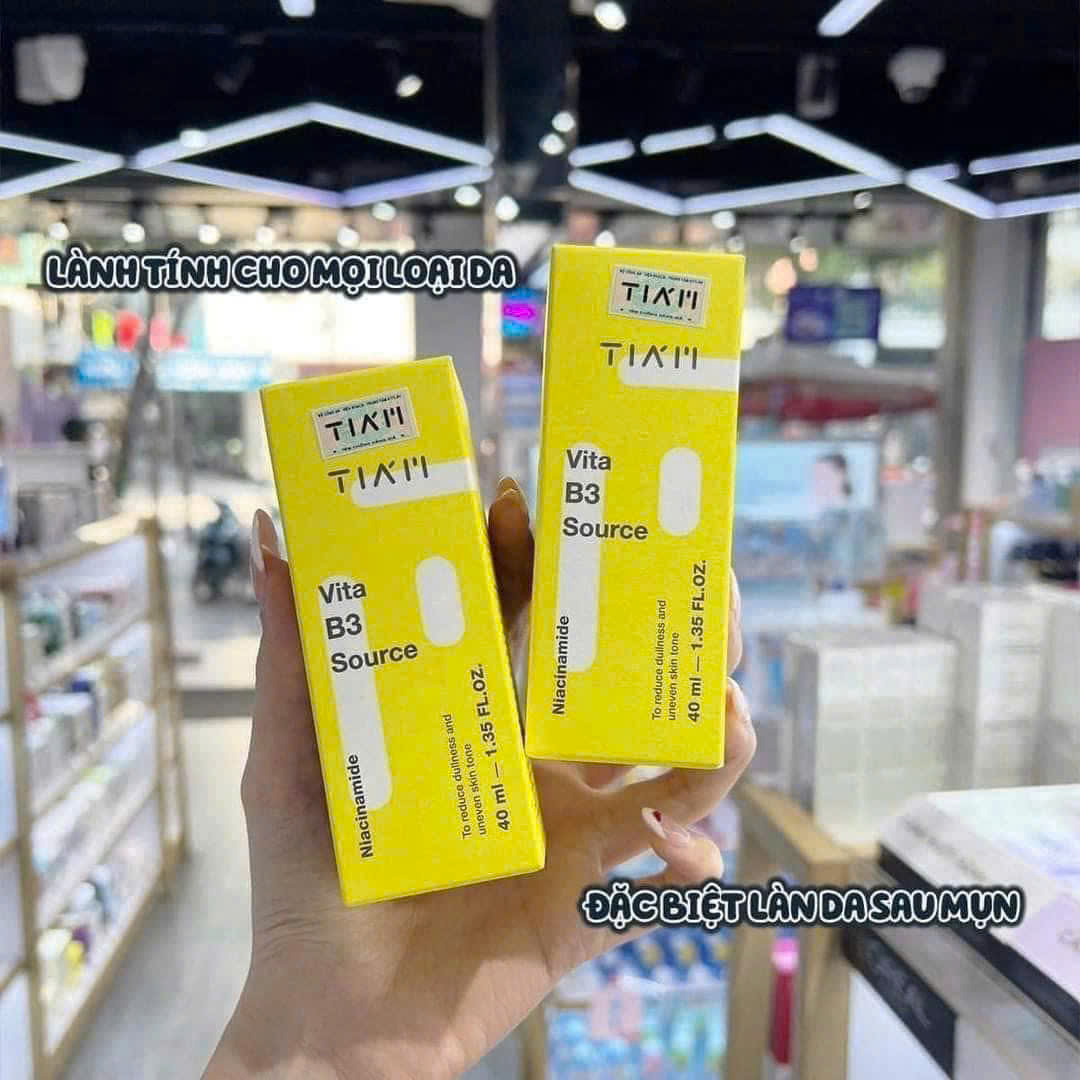 LÀNH TÍNH CHO MỌI LOẠI DA
TIA'M
TIA'M
Vita
B3
Source
Niacinamide
To reduce dullness and
uneven skin tone
40 ml — 1.35 FL.OZ.
TIA'M
TIA'M
Vita
B3
Source
Niacinamide
To reduce dullness and
uneven skin tone
40 ml — 1.35 FL.OZ.
ĐẶC BIỆT LÀN DA SAU MỤN